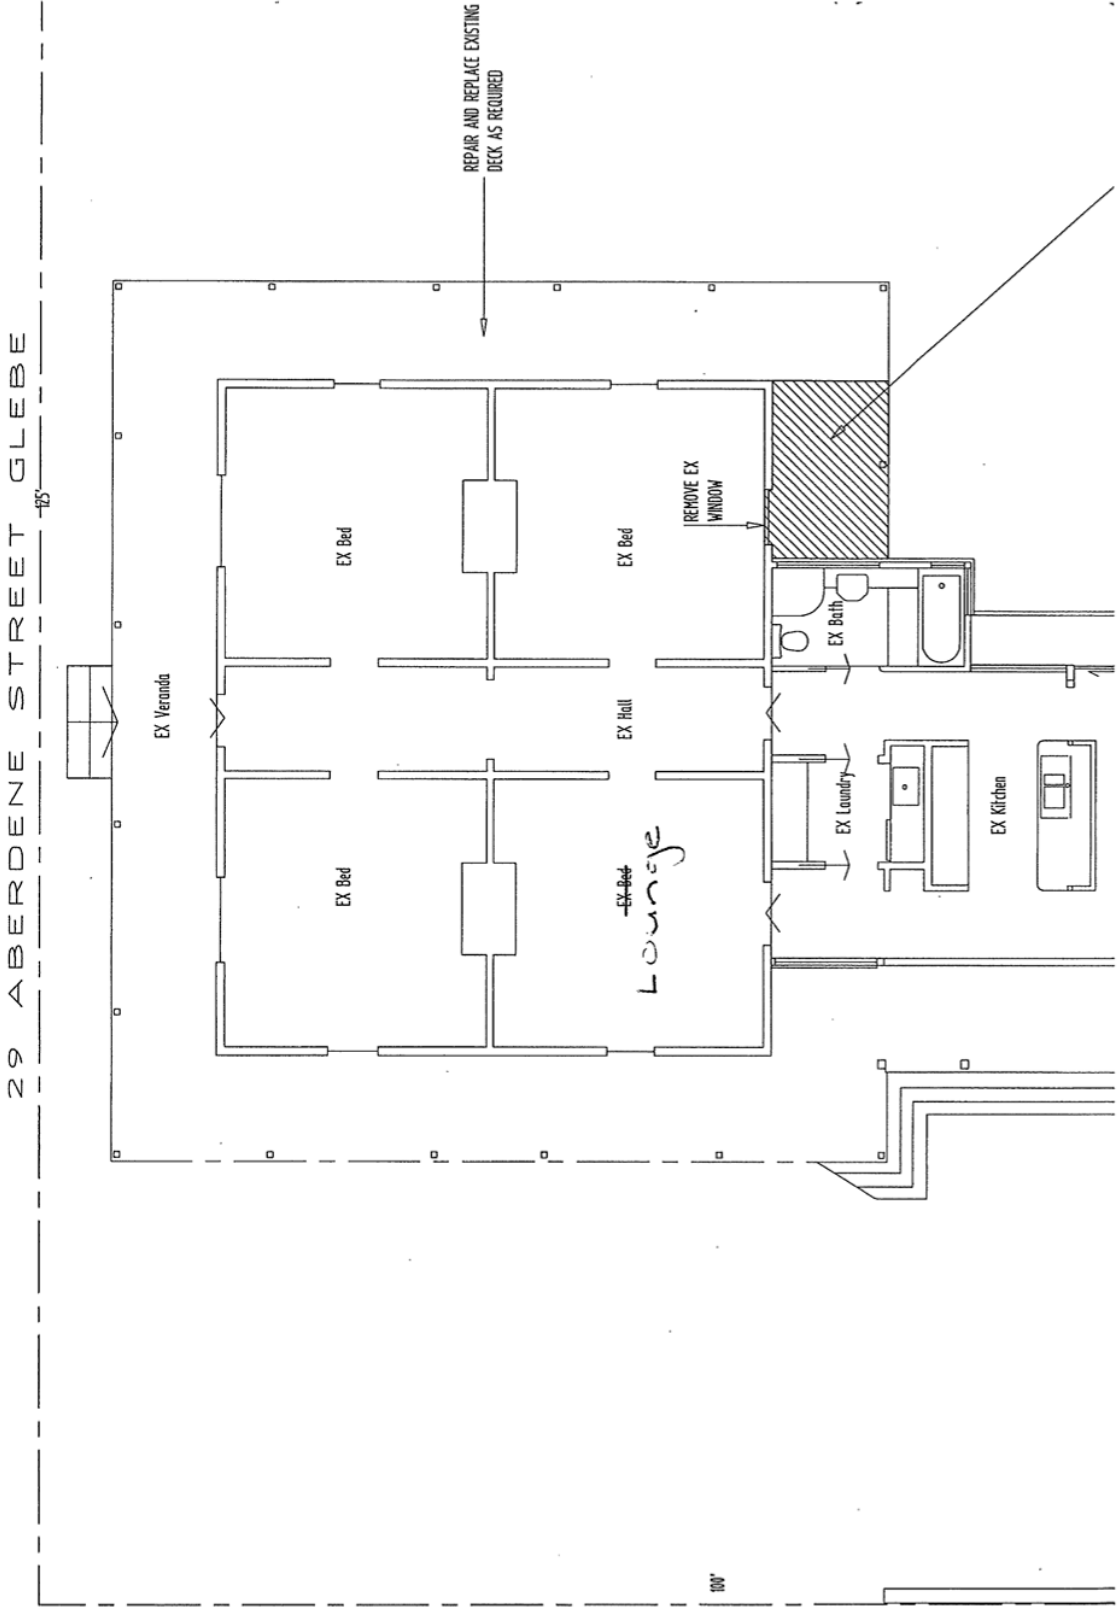 29 ABERDENE STREET GLEBE
125'
REPAIR AND REPLACE EXISTING
DECK AS REQUIRED
EX Veranda
EX Bed
EX Bed
EX Bed
EX Bed
Lounge
EX Hall
REMOVE EX
WINDOW
EX Bath
EX Laundry
EX Kitchen
100'